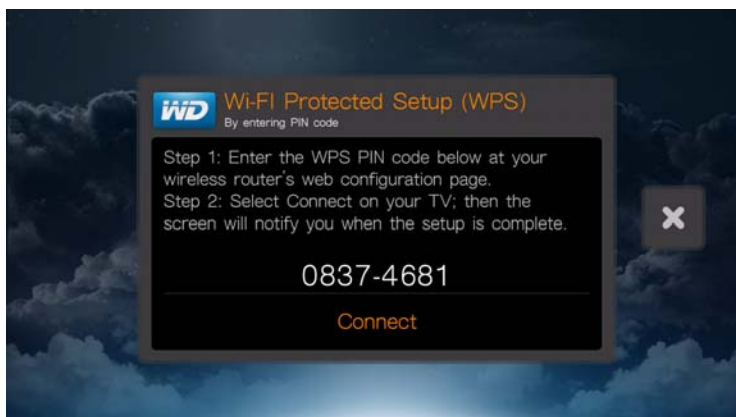 WD
Wi-FI Protected Setup (WPS)
By entering PIN code
Step 1: Enter the WPS PIN code below at your
wireless router's web configuration page.
Step 2: Select Connect on your TV; then the
screen will notify you when the setup is complete.
0837-4681
Connect